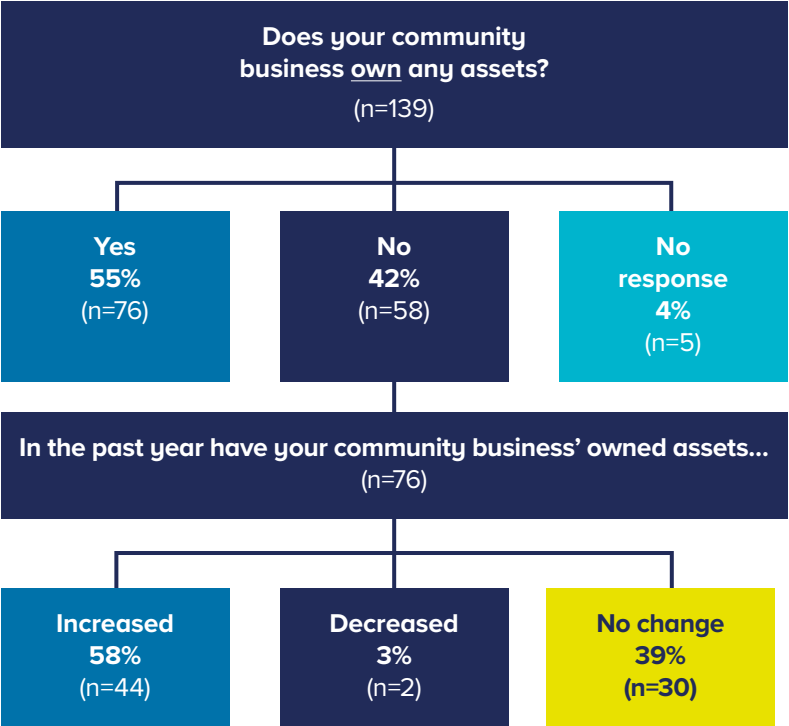 Does your community
business own any assets?
(n=139)
Yes
55%
(n=76)
No
42%
(n=58)
No
response
4%
(n=5)
In the past year have your community business’ owned assets...
(n=76)
Increased
58%
(n=44)
Decreased
3%
(n=2)
No change
39%
(n=30)